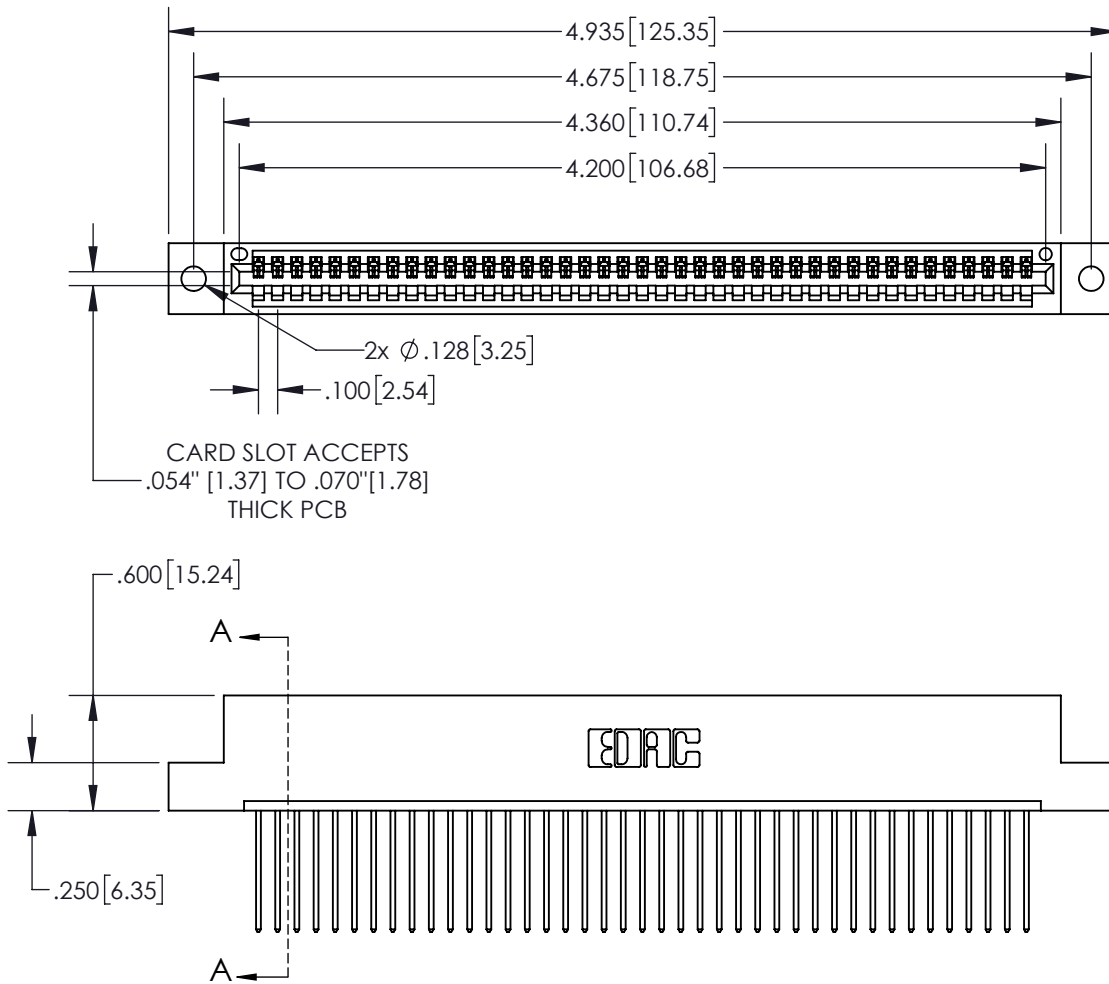 4.935[125.35]
4.675[118.75]
4.360[110.74]
4.200[106.68]
2x ∅.128[3.25]
.100[2.54]
CARD SLOT ACCEPTS
.054" [1.37] TO .070"[1.78]
THICK PCB
.600[15.24]
A
EDAC
.250[6.35]
A